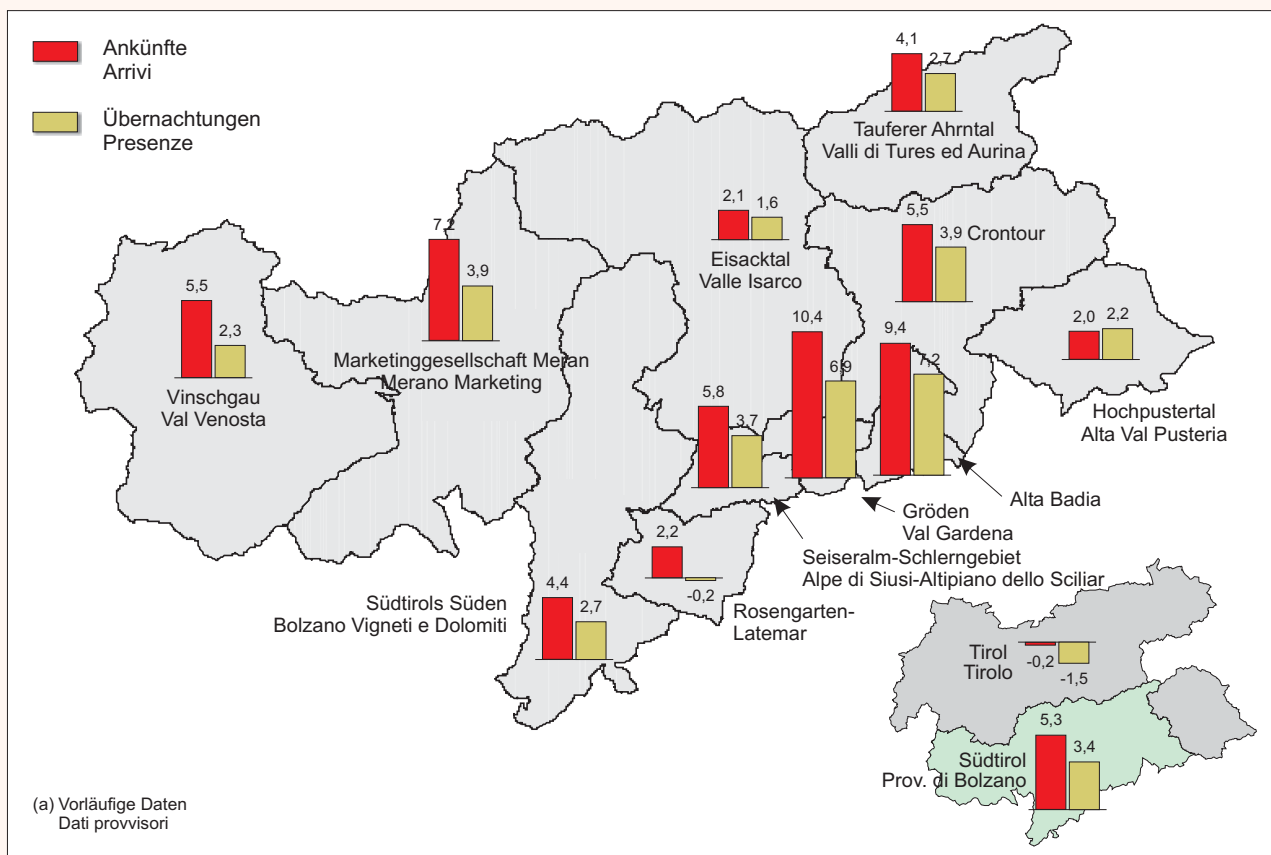 Ankünfte
Arrivi
Übernachtungen
Presenze
4,1
2,7
Tauferer Ahrntal
Valli di Tures ed Aurina
2,1
1,6
Eisacktal
Valle Isarco
5,5
3,9
Crontour
7,2
3,9
Marketinggesellschaft Meran
Merano Marketing
5,5
2,3
Vinschgau
Val Venosta
2,0
2,2
Hochpustertal
Alta Val Pusteria
10,4
6,9
9,4
7,2
5,8
3,7
Alta Badia
Gröden
Val Gardena
Seiseralm-Schlerngebiet
Alpe di Siusi-Altipiano dello Sciliar
2,2
-0,2
Rosengarten-
Latemar
4,4
2,7
Südtirols Süden
Bolzano Vigneti e Dolomiti
Tirol
Tirolo
-0,2
-1,5
5,3
3,4
Südtirol
Prov. di Bolzano
(a) Vorläufige Daten
Dati provvisori